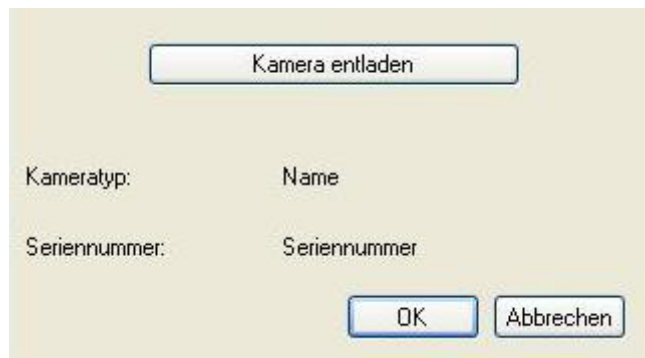 Kamera entladen
Kameratyp: Name
Seriennummer: Seriennummer
OK Abbrechen